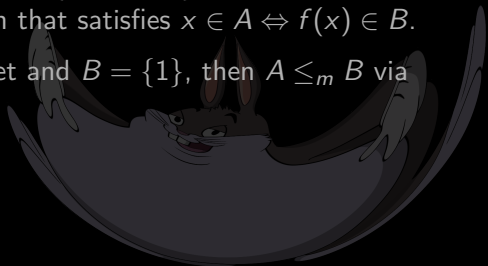 n that satisfies x ∈ A ⇔ f(x) ∈ B.
et and B = {1}, then A ≤ₘ B via